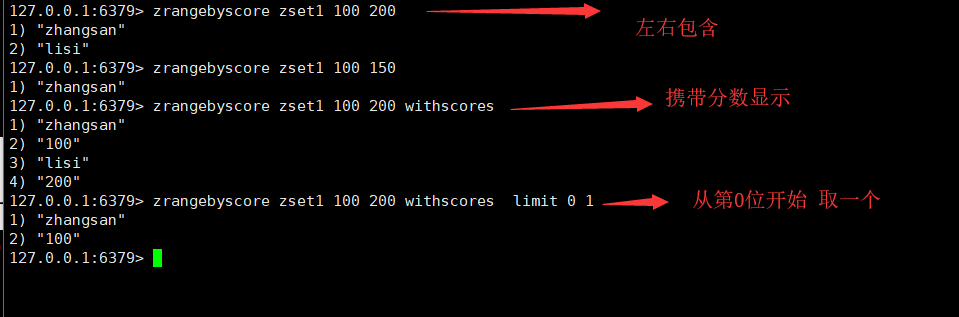 127.0.0.1:6379> zrangebyscore zset1 100 200
左右包含
1) "zhangsan"
2) "lisi"
127.0.0.1:6379> zrangebyscore zset1 100 150
1) "zhangsan"
127.0.0.1:6379> zrangebyscore zset1 100 200 withscores
携带分数显示
1) "zhangsan"
2) "100"
3) "lisi"
4) "200"
127.0.0.1:6379> zrangebyscore zset1 100 200 withscores  limit 0 1
从第0位开始 取一个
1) "zhangsan"
2) "100"
127.0.0.1:6379>